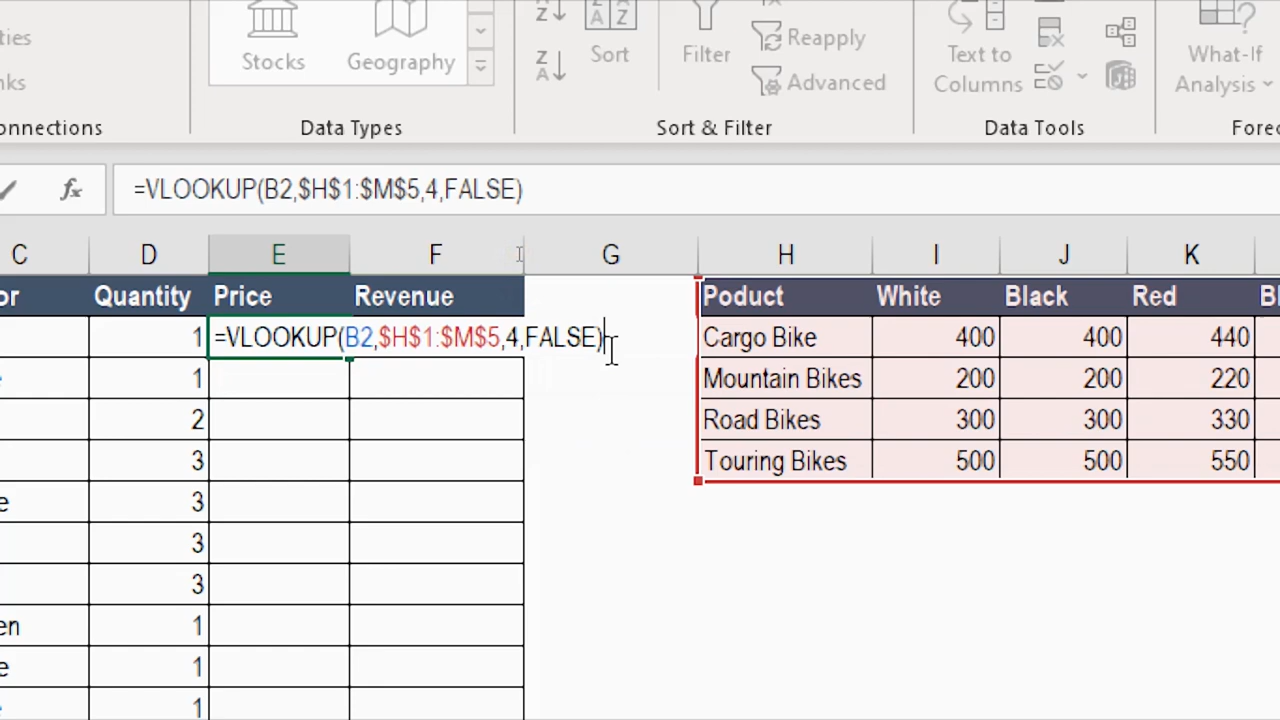 ties
Stocks
Geography
Sort
Filter
Reapply
Advanced
Text to
Columns
What-If
Analysis
nks
onnections
Data Types
Sort & Filter
Data Tools
Forec
fx =VLOOKUP(B2,$H$1:$M$5,4,FALSE)
C D E F G H I J K
or Quantity Price Revenue Poduct White Black Red Bl
1 =VLOOKUP(B2,$H$1:$M$5,4,FALSE) Cargo Bike 400 400 440
e 1 Mountain Bikes 200 200 220
2 Road Bikes 300 300 330
3 Touring Bikes 500 500 550
e 3
3
3
en 1
e 1
e 1